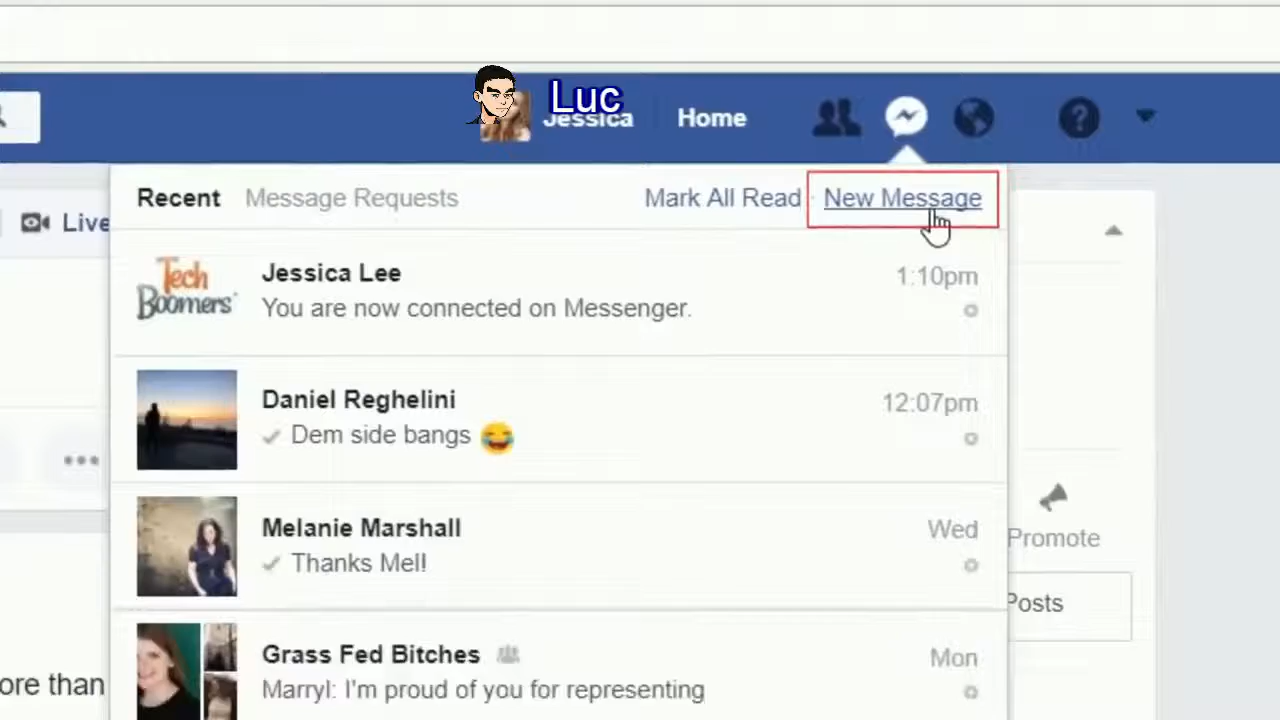 Luc
Jessica
Home
Live
Recent
Message Requests
Mark All Read
New Message
Tech
Boomers
Jessica Lee
1:10pm
You are now connected on Messenger.
Daniel Reghelini
12:07pm
Dem side bangs 😂
Melanie Marshall
Wed
Thanks Mel!
Promote
Posts
Grass Fed Bitches
Mon
ore than
Marryl: I'm proud of you for representing